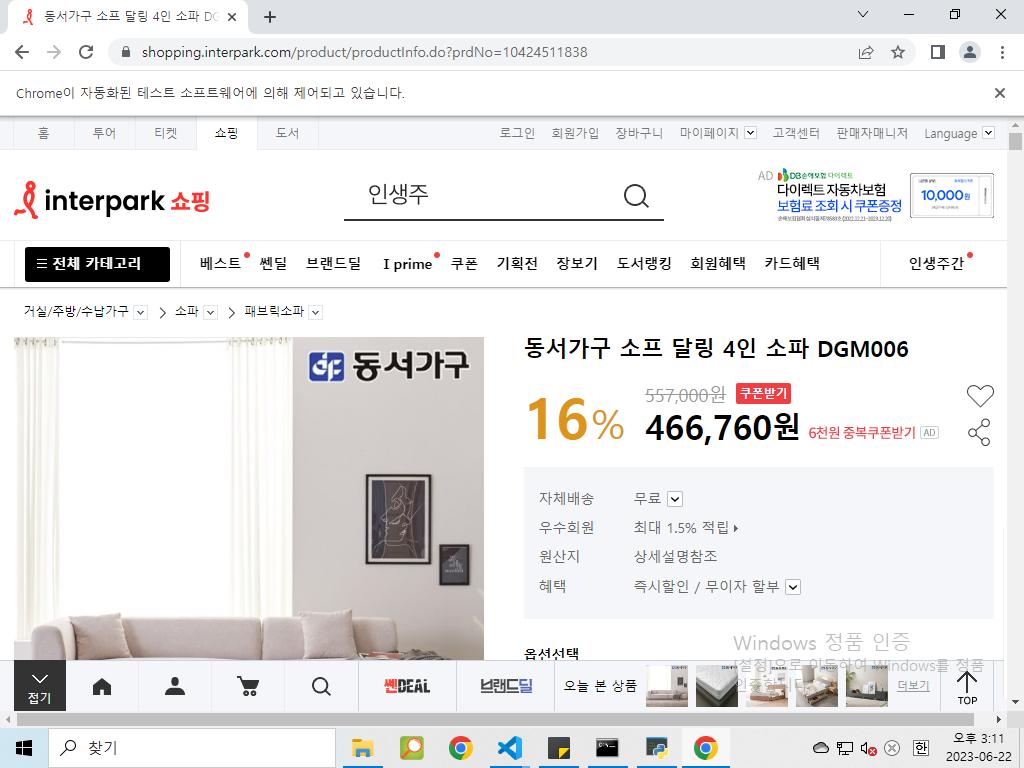 동서가구 소프 달링 4인 소파 DG
shopping.interpark.com/product/productInfo.do?prdNo=10424511838
Chrome이 자동화된 테스트 소프트웨어에 의해 제어되고 있습니다.
홈 투어 티켓 쇼핑 도서 로그인 회원가입 장바구니 마이페이지 고객센터 판매자매니저 Language
interpark 쇼핑 인생주
AD DB손해보험 다이렉트
다이렉트 자동차보험
보험료 조회 시 쿠폰증정
10,000원
전체 카테고리 베스트 쎈딜 브랜드딜 I prime 쿠폰 기획전 장보기 도서랭킹 회원혜택 카드혜택 인생주간
거실/주방/수납가구 소파 패브릭소파
동서가구
동서가구 소프 달링 4인 소파 DGM006
16% 557,000원 쿠폰받기
466,760원 6천원 중복쿠폰받기 AD
자체배송 무료
우수회원 최대 1.5% 적립
원산지 상세설명참조
혜택 즉시할인 / 무이자 할부
옵션선택
Windows 정품 인증
[설정]으로 이동하여 Windows를 정품
인증합니다.
접기 쎈DEAL 브랜드딜 오늘 본 상품 더보기 TOP
찾기
한
오후 3:11
2023-06-22